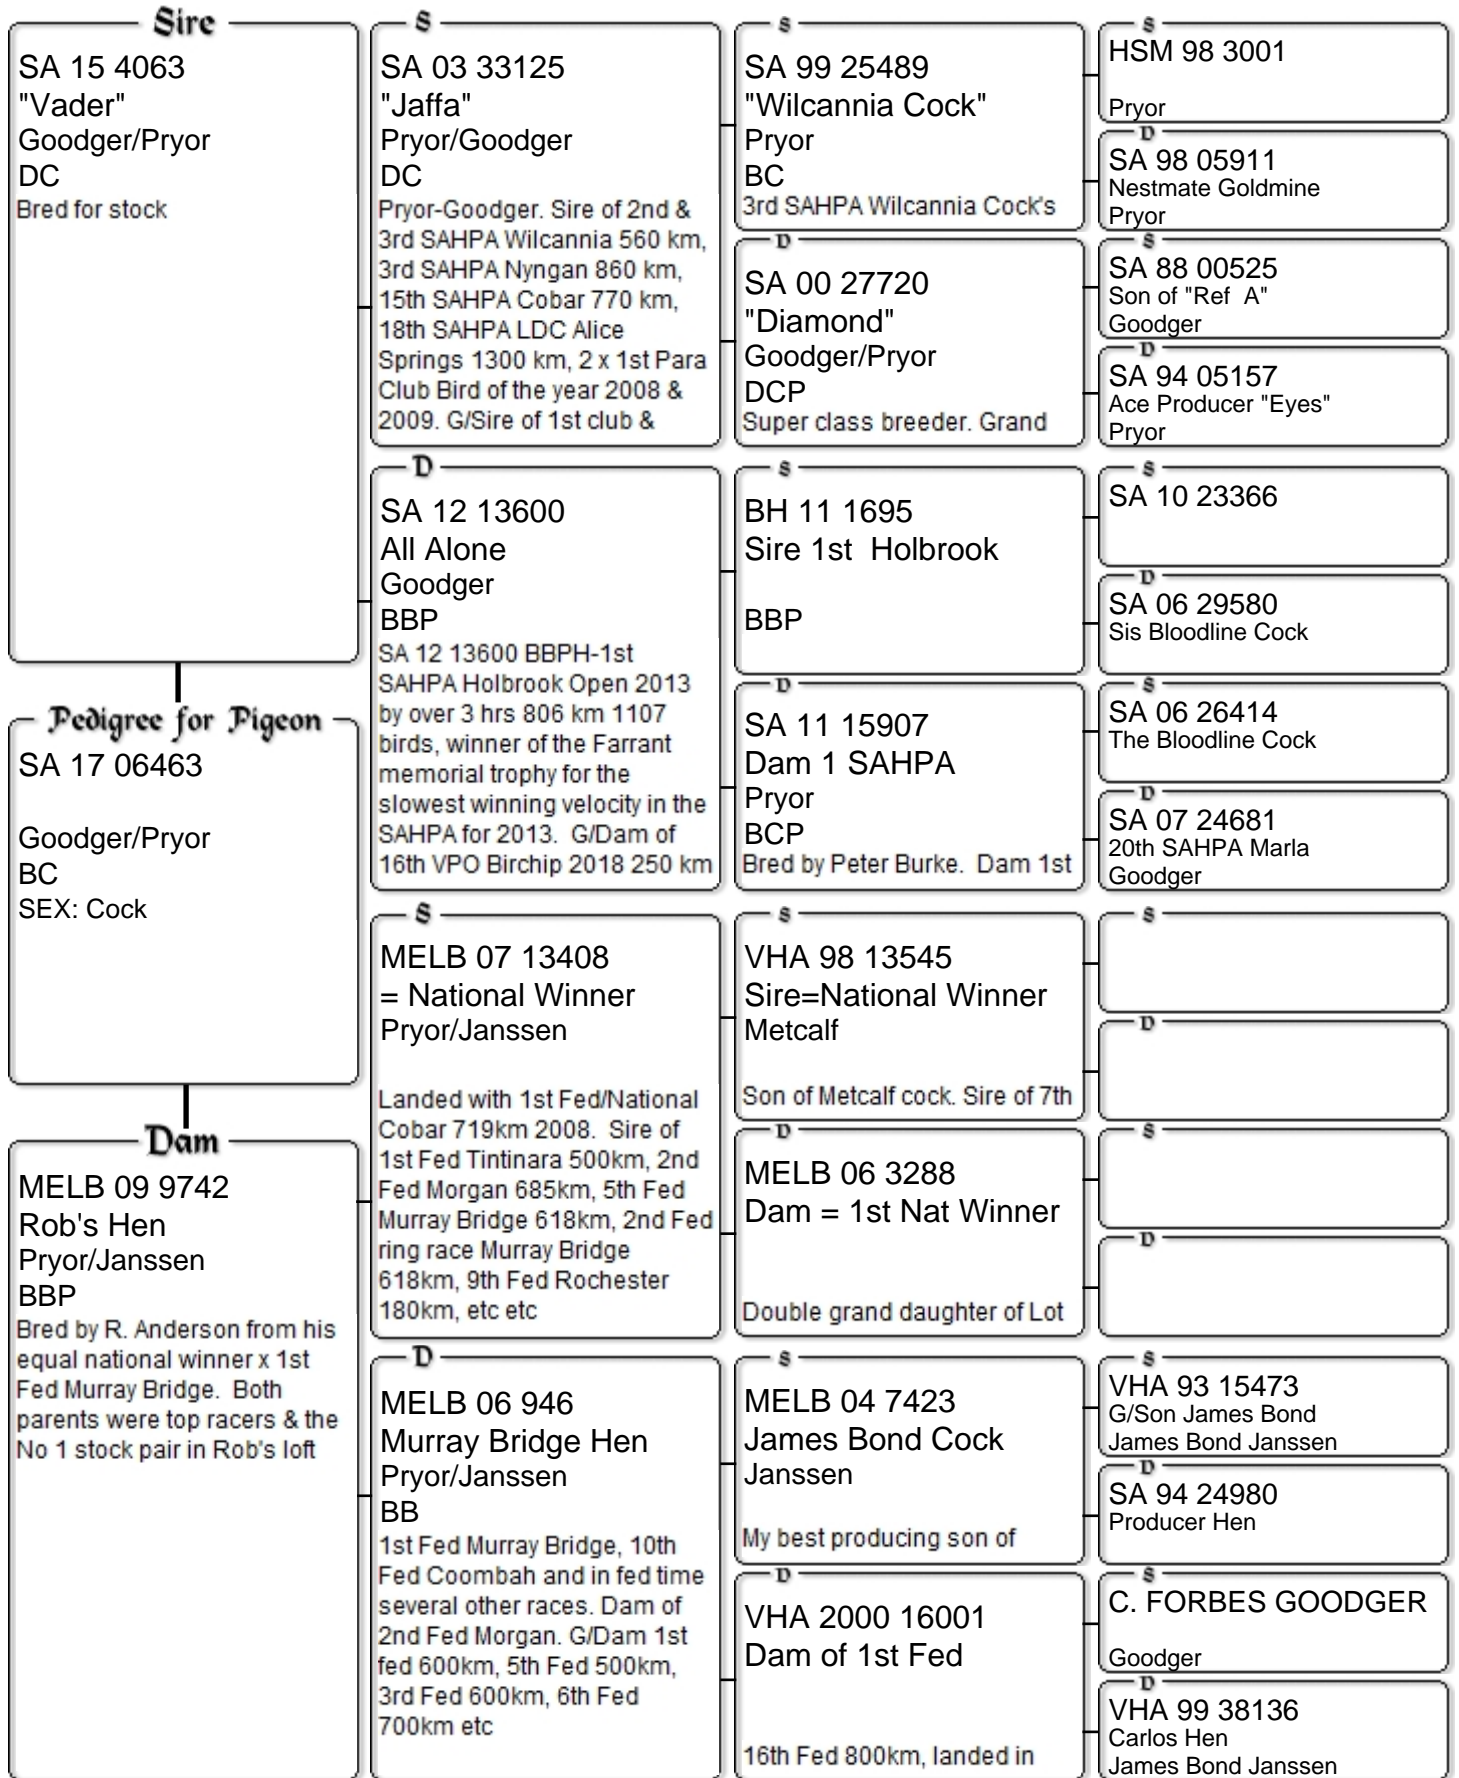 Sire
SA 15 4063
"Vader"
Goodger/Pryor
DC
Bred for stock
Pedigree for Pigeon
SA 17 06463
Goodger/Pryor
BC
SEX: Cock
Dam
MELB 09 9742
Rob's Hen
Pryor/Janssen
BBP
Bred by R. Anderson from his
equal national winner x 1st
Fed Murray Bridge.  Both
parents were top racers & the
No 1 stock pair in Rob's loft
S
SA 03 33125
"Jaffa"
Pryor/Goodger
DC
Pryor-Goodger. Sire of 2nd &
3rd SAHPA Wilcannia 560 km,
3rd SAHPA Nyngan 860 km,
15th SAHPA Cobar 770 km,
18th SAHPA LDC Alice
Springs 1300 km, 2 x 1st Para
Club Bird of the year 2008 &
2009. G/Sire of 1st club &
D
SA 12 13600
All Alone
Goodger
BBP
SA 12 13600 BBPH-1st
SAHPA Holbrook Open 2013
by over 3 hrs 806 km 1107
birds, winner of the Farrant
memorial trophy for the
slowest winning velocity in the
SAHPA for 2013.  G/Dam of
16th VPO Birchip 2018 250 km
S
MELB 07 13408
= National Winner
Pryor/Janssen
Landed with 1st Fed/National
Cobar 719km 2008.  Sire of
1st Fed Tintinara 500km, 2nd
Fed Morgan 685km, 5th Fed
Murray Bridge 618km, 2nd Fed
ring race Murray Bridge
618km, 9th Fed Rochester
180km, etc etc
D
MELB 06 946
Murray Bridge Hen
Pryor/Janssen
BB
1st Fed Murray Bridge, 10th
Fed Coombah and in fed time
several other races. Dam of
2nd Fed Morgan. G/Dam 1st
fed 600km, 5th Fed 500km,
3rd Fed 600km, 6th Fed
700km etc
S
SA 99 25489
"Wilcannia Cock"
Pryor
BC
3rd SAHPA Wilcannia Cock's
D
SA 00 27720
"Diamond"
Goodger/Pryor
DCP
Super class breeder. Grand
S
BH 11 1695
Sire 1st  Holbrook
BBP
D
SA 11 15907
Dam 1 SAHPA
Pryor
BCP
Bred by Peter Burke.  Dam 1st
S
VHA 98 13545
Sire=National Winner
Metcalf
Son of Metcalf cock. Sire of 7th
D
MELB 06 3288
Dam = 1st Nat Winner
Double grand daughter of Lot
S
MELB 04 7423
James Bond Cock
Janssen
My best producing son of
D
VHA 2000 16001
Dam of 1st Fed
16th Fed 800km, landed in
S
HSM 98 3001
Pryor
D
SA 98 05911
Nestmate Goldmine
Pryor
S
SA 88 00525
Son of "Ref  A"
Goodger
D
SA 94 05157
Ace Producer "Eyes"
Pryor
S
SA 10 23366
D
SA 06 29580
Sis Bloodline Cock
S
SA 06 26414
The Bloodline Cock
D
SA 07 24681
20th SAHPA Marla
Goodger
S
D
S
D
S
VHA 93 15473
G/Son James Bond
James Bond Janssen
D
SA 94 24980
Producer Hen
S
C. FORBES GOODGER
Goodger
D
VHA 99 38136
Carlos Hen
James Bond Janssen